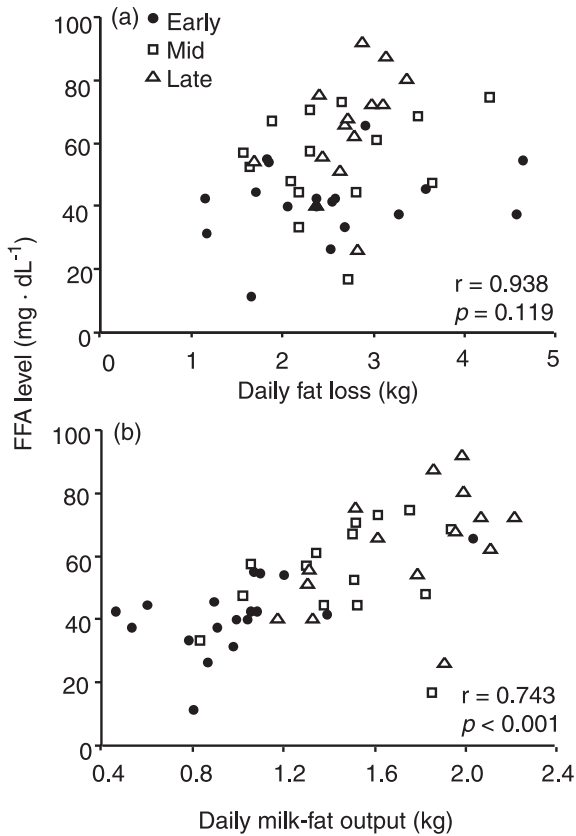 (a)
Early
Mid
Late
100
80
60
40
20
0
r = 0.938
p = 0.119
0
1
2
3
4
5
Daily fat loss (kg)
FFA level (mg · dL⁻¹)
(b)
100
80
60
40
20
0
r = 0.743
p < 0.001
0.4
0.8
1.2
1.6
2.0
2.4
Daily milk-fat output (kg)